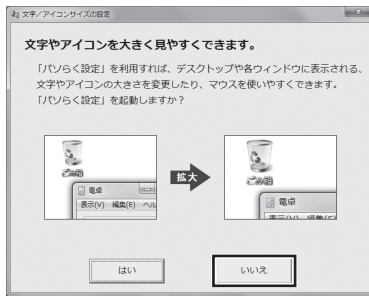 文字／アイコンサイズの設定
文字やアイコンを大きく見やすくできます。
「パソらく設定」を利用すれば、デスクトップや各ウィンドウに表示される、
文字やアイコンの大きさを変更したり、マウスを使いやすくできます。
「パソらく設定」を起動しますか？
ごみ箱
電卓
表示(V) 編集(E) ヘル
拡大
ごみ箱
電卓
表示(V) 編集(E)
はい
いいえ